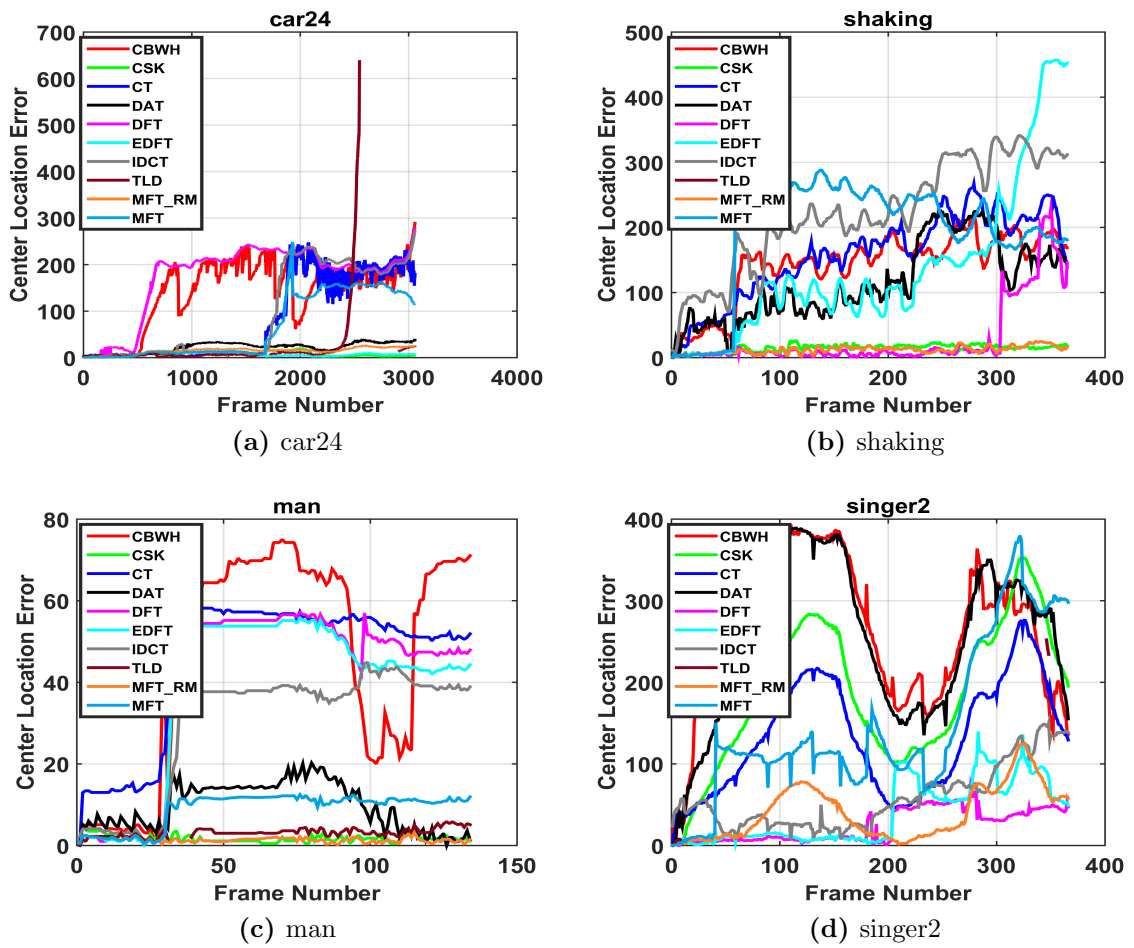 car24
700
600
500
400
300
200
100
0
0
1000
2000
3000
4000
Center Location Error
Frame Number
CBWH
CSK
CT
DAT
DFT
EDFT
IDCT
TLD
MFT_RM
MFT
(a) car24
shaking
500
400
300
200
100
0
0
100
200
300
400
Center Location Error
Frame Number
CBWH
CSK
CT
DAT
DFT
EDFT
IDCT
TLD
MFT_RM
MFT
(b) shaking
man
80
60
40
20
0
0
50
100
150
Center Location Error
Frame Number
CBWH
CSK
CT
DAT
DFT
EDFT
IDCT
TLD
MFT_RM
MFT
(c) man
singer2
400
300
200
100
0
0
100
200
300
400
Center Location Error
Frame Number
CBWH
CSK
CT
DAT
DFT
EDFT
IDCT
TLD
MFT_RM
MFT
(d) singer2